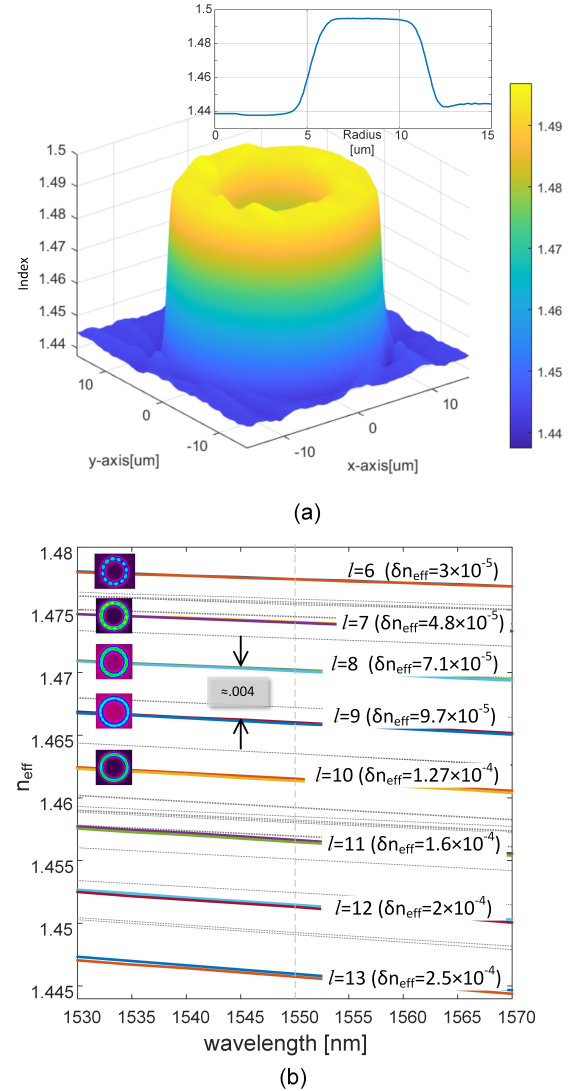 1.5
1.48
1.46
1.44
0
5
10
15
Radius
[um]
1.5
1.49
1.48
1.47
1.46
1.45
1.44
Index
10
0
-10
y-axis[um]
-10
0
10
x-axis[um]
1.49
1.48
1.47
1.46
1.45
1.44
(a)
1.48
1.475
1.47
1.465
1.46
1.455
1.45
1.445
n_eff
l=6 (δn_eff=3×10^-5)
l=7 (δn_eff=4.8×10^-5)
l=8 (δn_eff=7.1×10^-5)
≈.004
l=9 (δn_eff=9.7×10^-5)
l=10 (δn_eff=1.27×10^-4)
l=11 (δn_eff=1.6×10^-4)
l=12 (δn_eff=2×10^-4)
l=13 (δn_eff=2.5×10^-4)
1530
1535
1540
1545
1550
1555
1560
1565
1570
wavelength [nm]
(b)